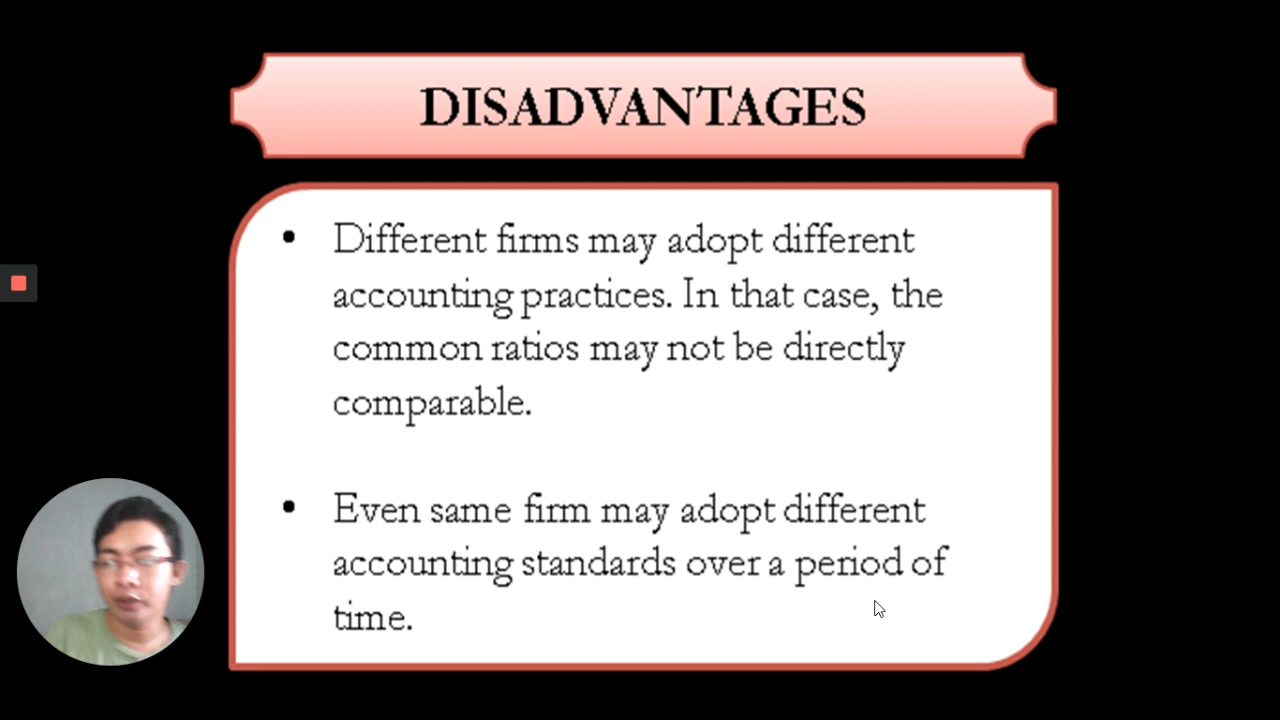 DISADVANTAGES
• Different firms may adopt different
accounting practices. In that case, the
common ratios may not be directly
comparable.
• Even same firm may adopt different
accounting standards over a period of
time.